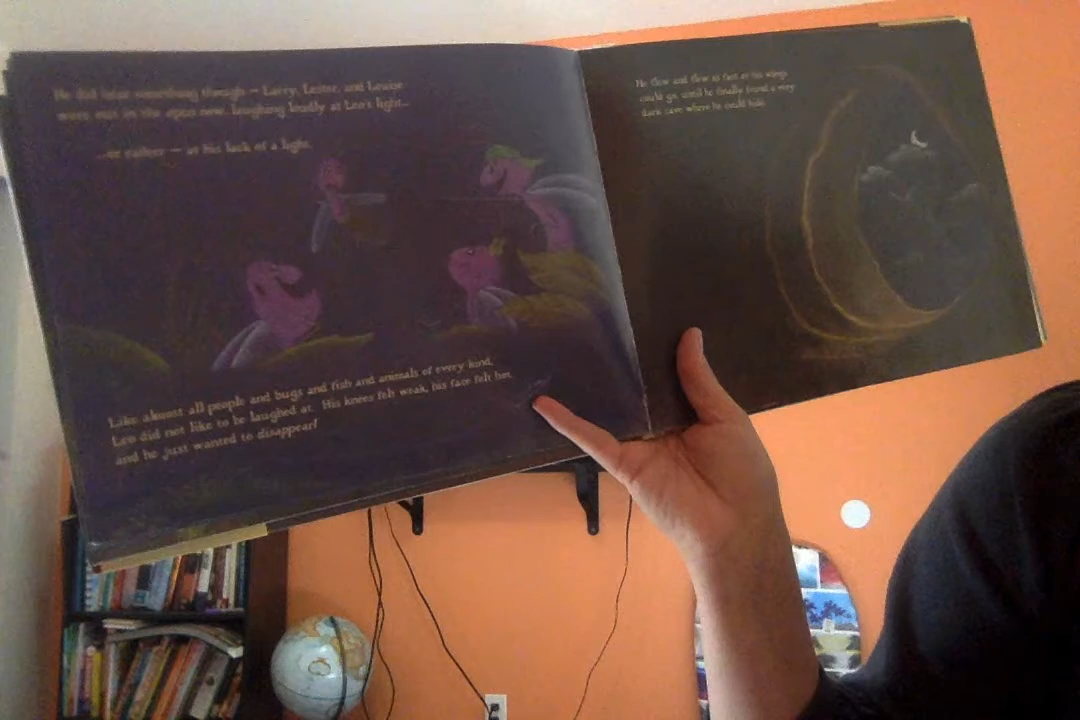 He did hear something though — Larry, Lester, and Louise
were out in the open now, laughing loudly at Leo's light...
...or rather — at his lack of a light.
Like almost all people and bugs and fish and animals of every kind,
Leo did not like to be laughed at. His knees felt weak, his face felt hot,
and he just wanted to disappear!
He flew and flew as fast as his wings
could go until he finally found a very
dark cave where he could hide.